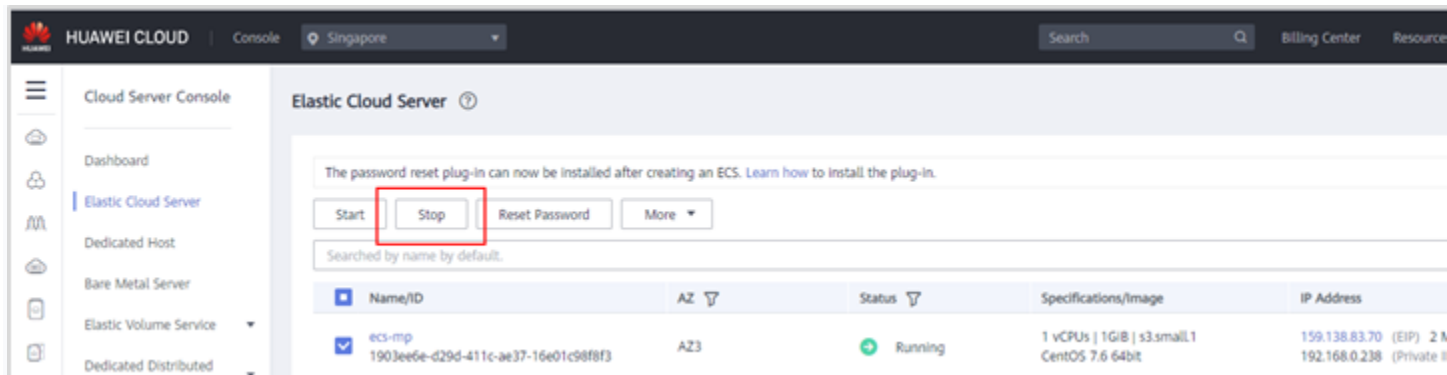 HUAWEI HUAWEI CLOUD Console Singapore Search Billing Center Resources
Cloud Server Console
Dashboard
Elastic Cloud Server
Dedicated Host
Bare Metal Server
Elastic Volume Service
Dedicated Distributed
Elastic Cloud Server
The password reset plug-in can now be installed after creating an ECS. Learn how to install the plug-in.
Start Stop Reset Password More
Searched by name by default.
Name/ID AZ Status Specifications/Image IP Address
ecs-mp
1903ee6e-d29d-411c-ae37-16e01c98f8f3
AZ3
Running
1 vCPUs | 1GiB | s3.small.1
CentOS 7.6 64bit
159.138.83.70 (EIP) 2 M
192.168.0.238 (Private I